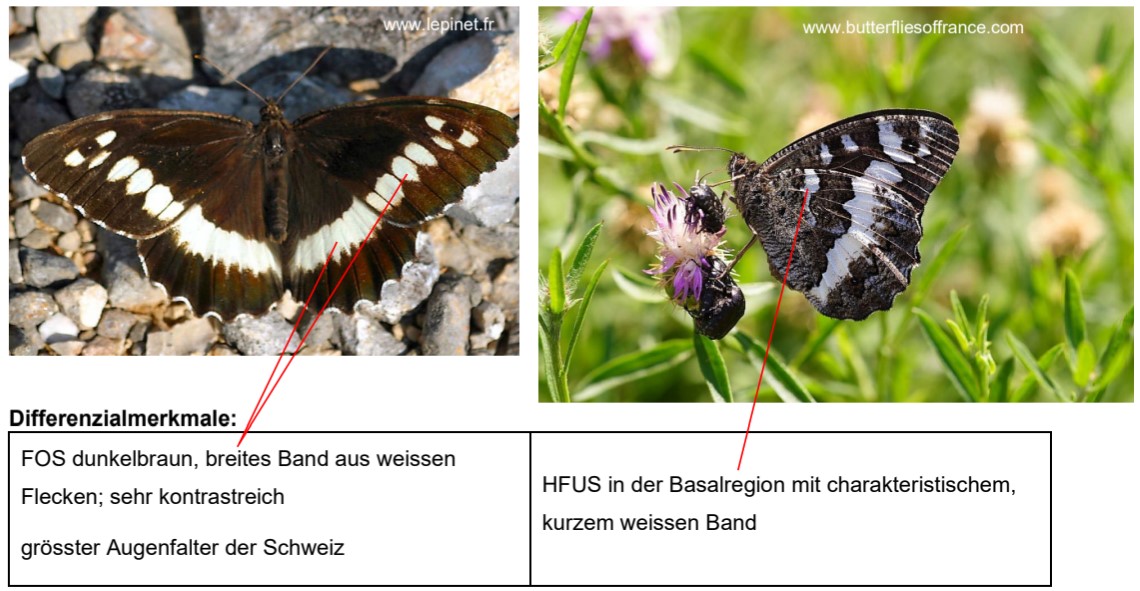 www.lepinet.fr
www.butterfliesoffrance.com
Differenzialmerkmale:
FOS dunkelbraun, breites Band aus weissen
Flecken; sehr kontrastreich
grösster Augenfalter der Schweiz
HFUS in der Basalregion mit charakteristischem,
kurzem weissen Band